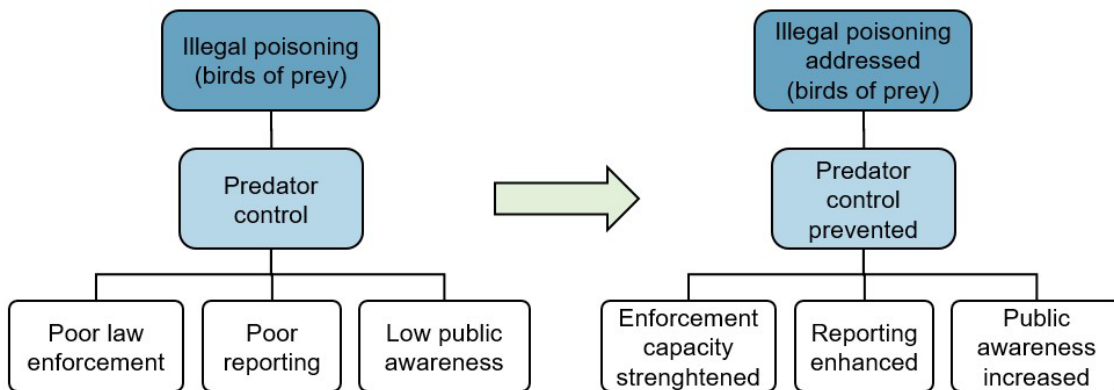 Illegal poisoning
(birds of prey)
Predator
control
Poor law
enforcement
Poor
reporting
Low public
awareness
Illegal poisoning
addressed
(birds of prey)
Predator
control
prevented
Enforcement
capacity
strenghtened
Reporting
enhanced
Public
awareness
increased